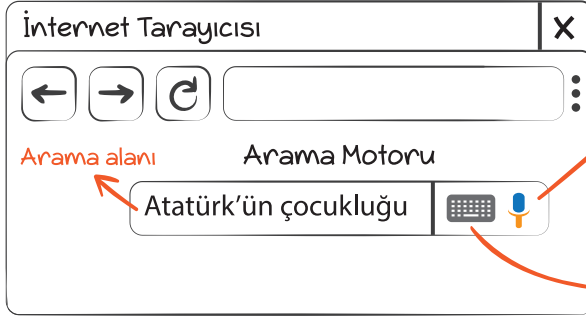 İnternet Tarayıcısı X
Arama alanı Arama Motoru
Atatürk'ün çocukluğu